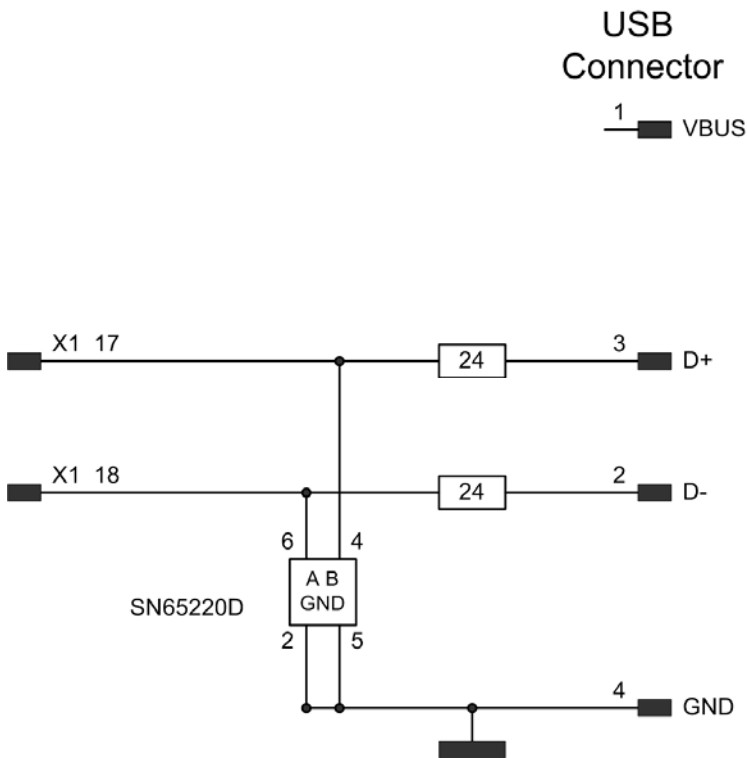 USB
Connector
1 VBUS
X1 17 24 3 D+
X1 18 24 2 D-
6 4
A B
GND
SN65220D
2 5
4 GND